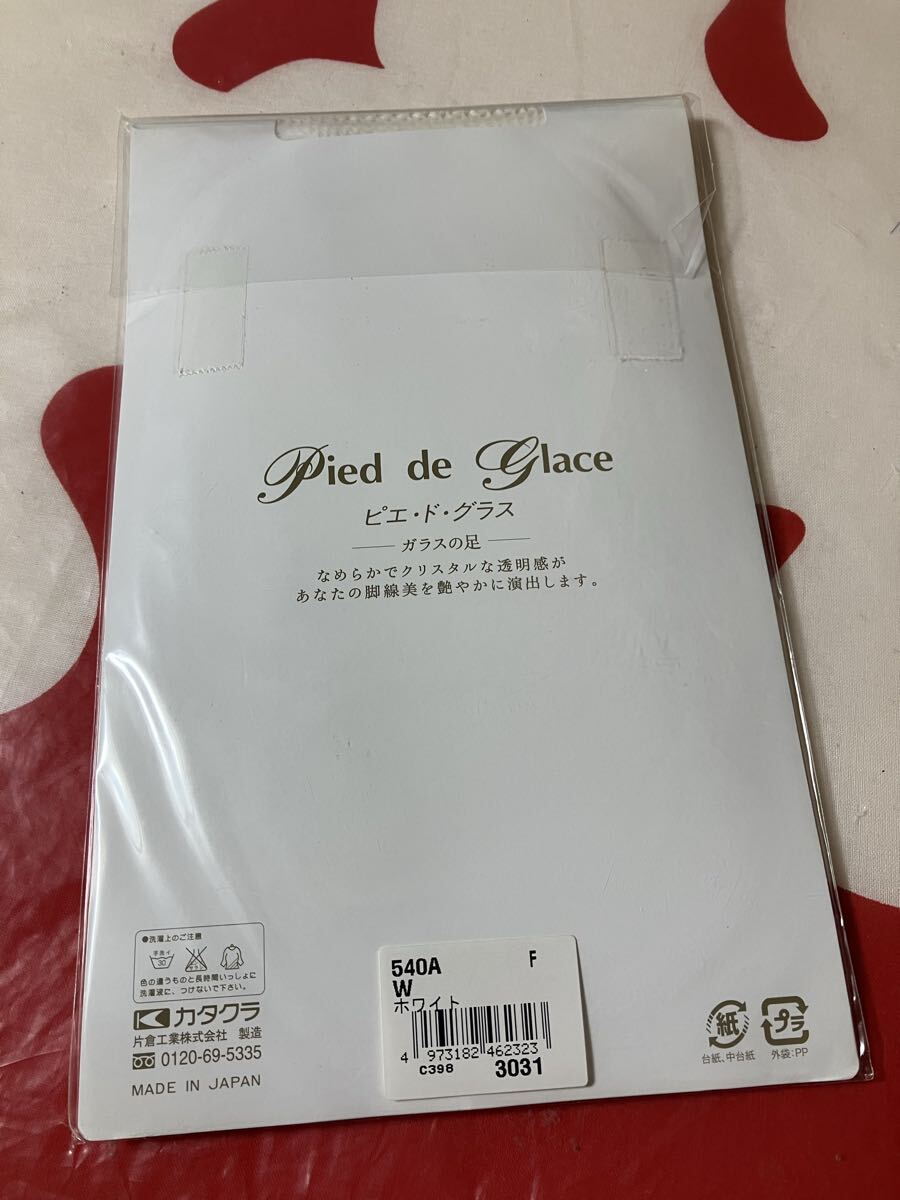 Pied de Glace
ピエ・ド・グラス
ガラスの足
なめらかでクリスタルな透明感が
あなたの脚線美を艶やかに演出します。
●洗濯上のご注意
手洗イ
30
色の違うものと長時間いっしょに
洗濯液に、つけないで下さい。
カタクラ
片倉工業株式会社 製造
0120-69-5335
MADE IN JAPAN
540A F
W
ホワイト
4 973182 462323
C398 3031
紙
台紙、中台紙
プラ
外袋:PP